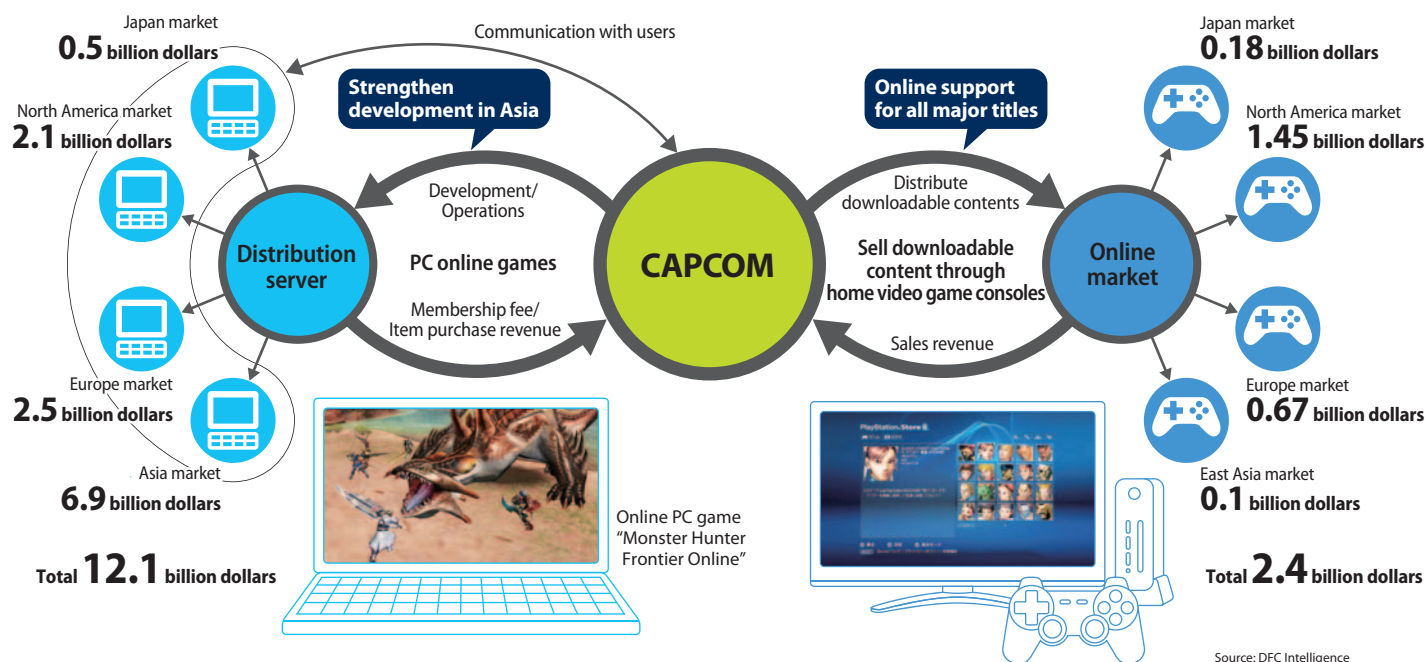 Japan market
0.5 billion dollars
North America market
2.1 billion dollars
Europe market
2.5 billion dollars
Asia market
6.9 billion dollars
Total 12.1 billion dollars
Communication with users
Strengthen
development in Asia
Distribution
server
Development/
Operations
PC online games
Membership fee/
Item purchase revenue
CAPCOM
Online support
for all major titles
Distribute
downloadable contents
Sell downloadable
content through
home video game consoles
Sales revenue
Online
market
Japan market
0.18 billion dollars
North America market
1.45 billion dollars
Europe market
0.67 billion dollars
East Asia market
0.1 billion dollars
Total 2.4 billion dollars
Online PC game
“Monster Hunter
Frontier Online”
PlayStation Store
Source: DFC Intelligence